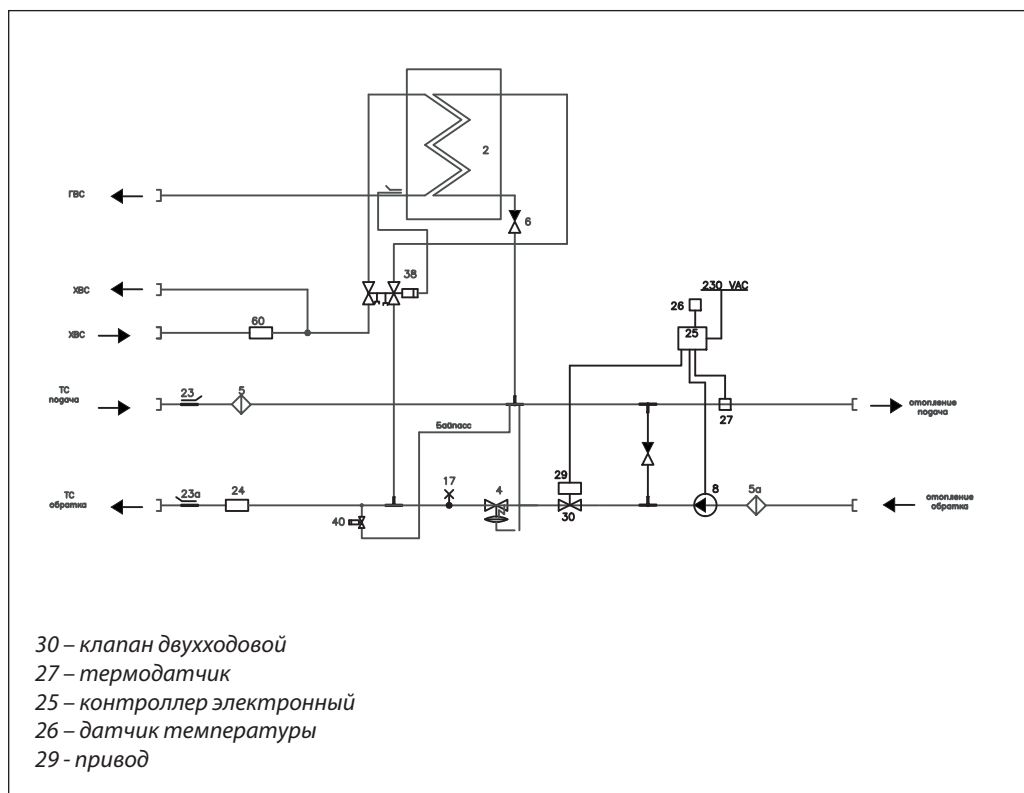 2
ГВС
6
38
ХВС
230 VAC
26
60
25
ХВС
ТС
подача
23
5
отопление
подача
27
Байпасс
ТС
обратка
23а
24
17
4
29
8
5а
отопление
обратка
40
30
30 – клапан двухходовой
27 – термодатчик
25 – контроллер электронный
26 – датчик температуры
29 - привод